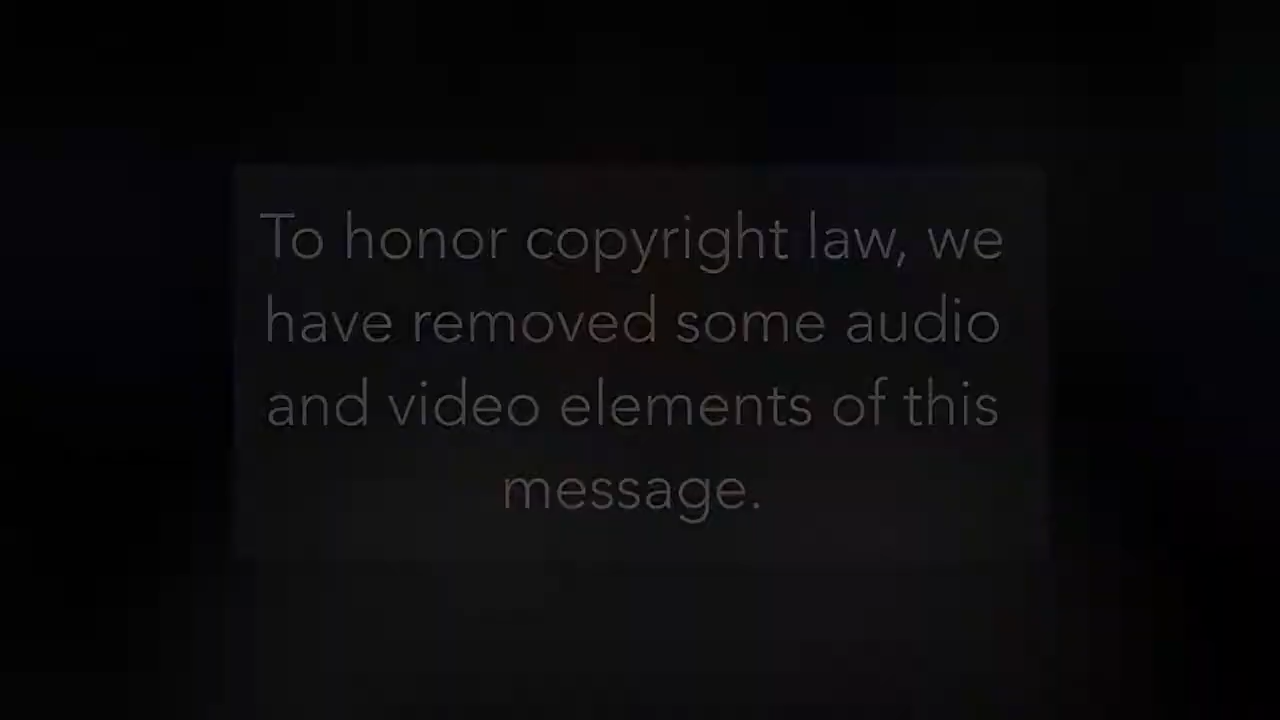 To honor copyright law, we
have removed some audio
and video elements of this
message.